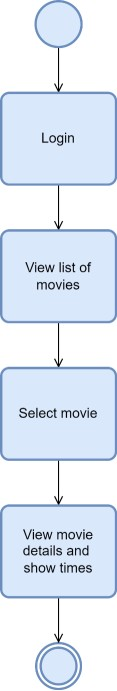 Login
View list of
movies
Select movie
View movie
details and
show times